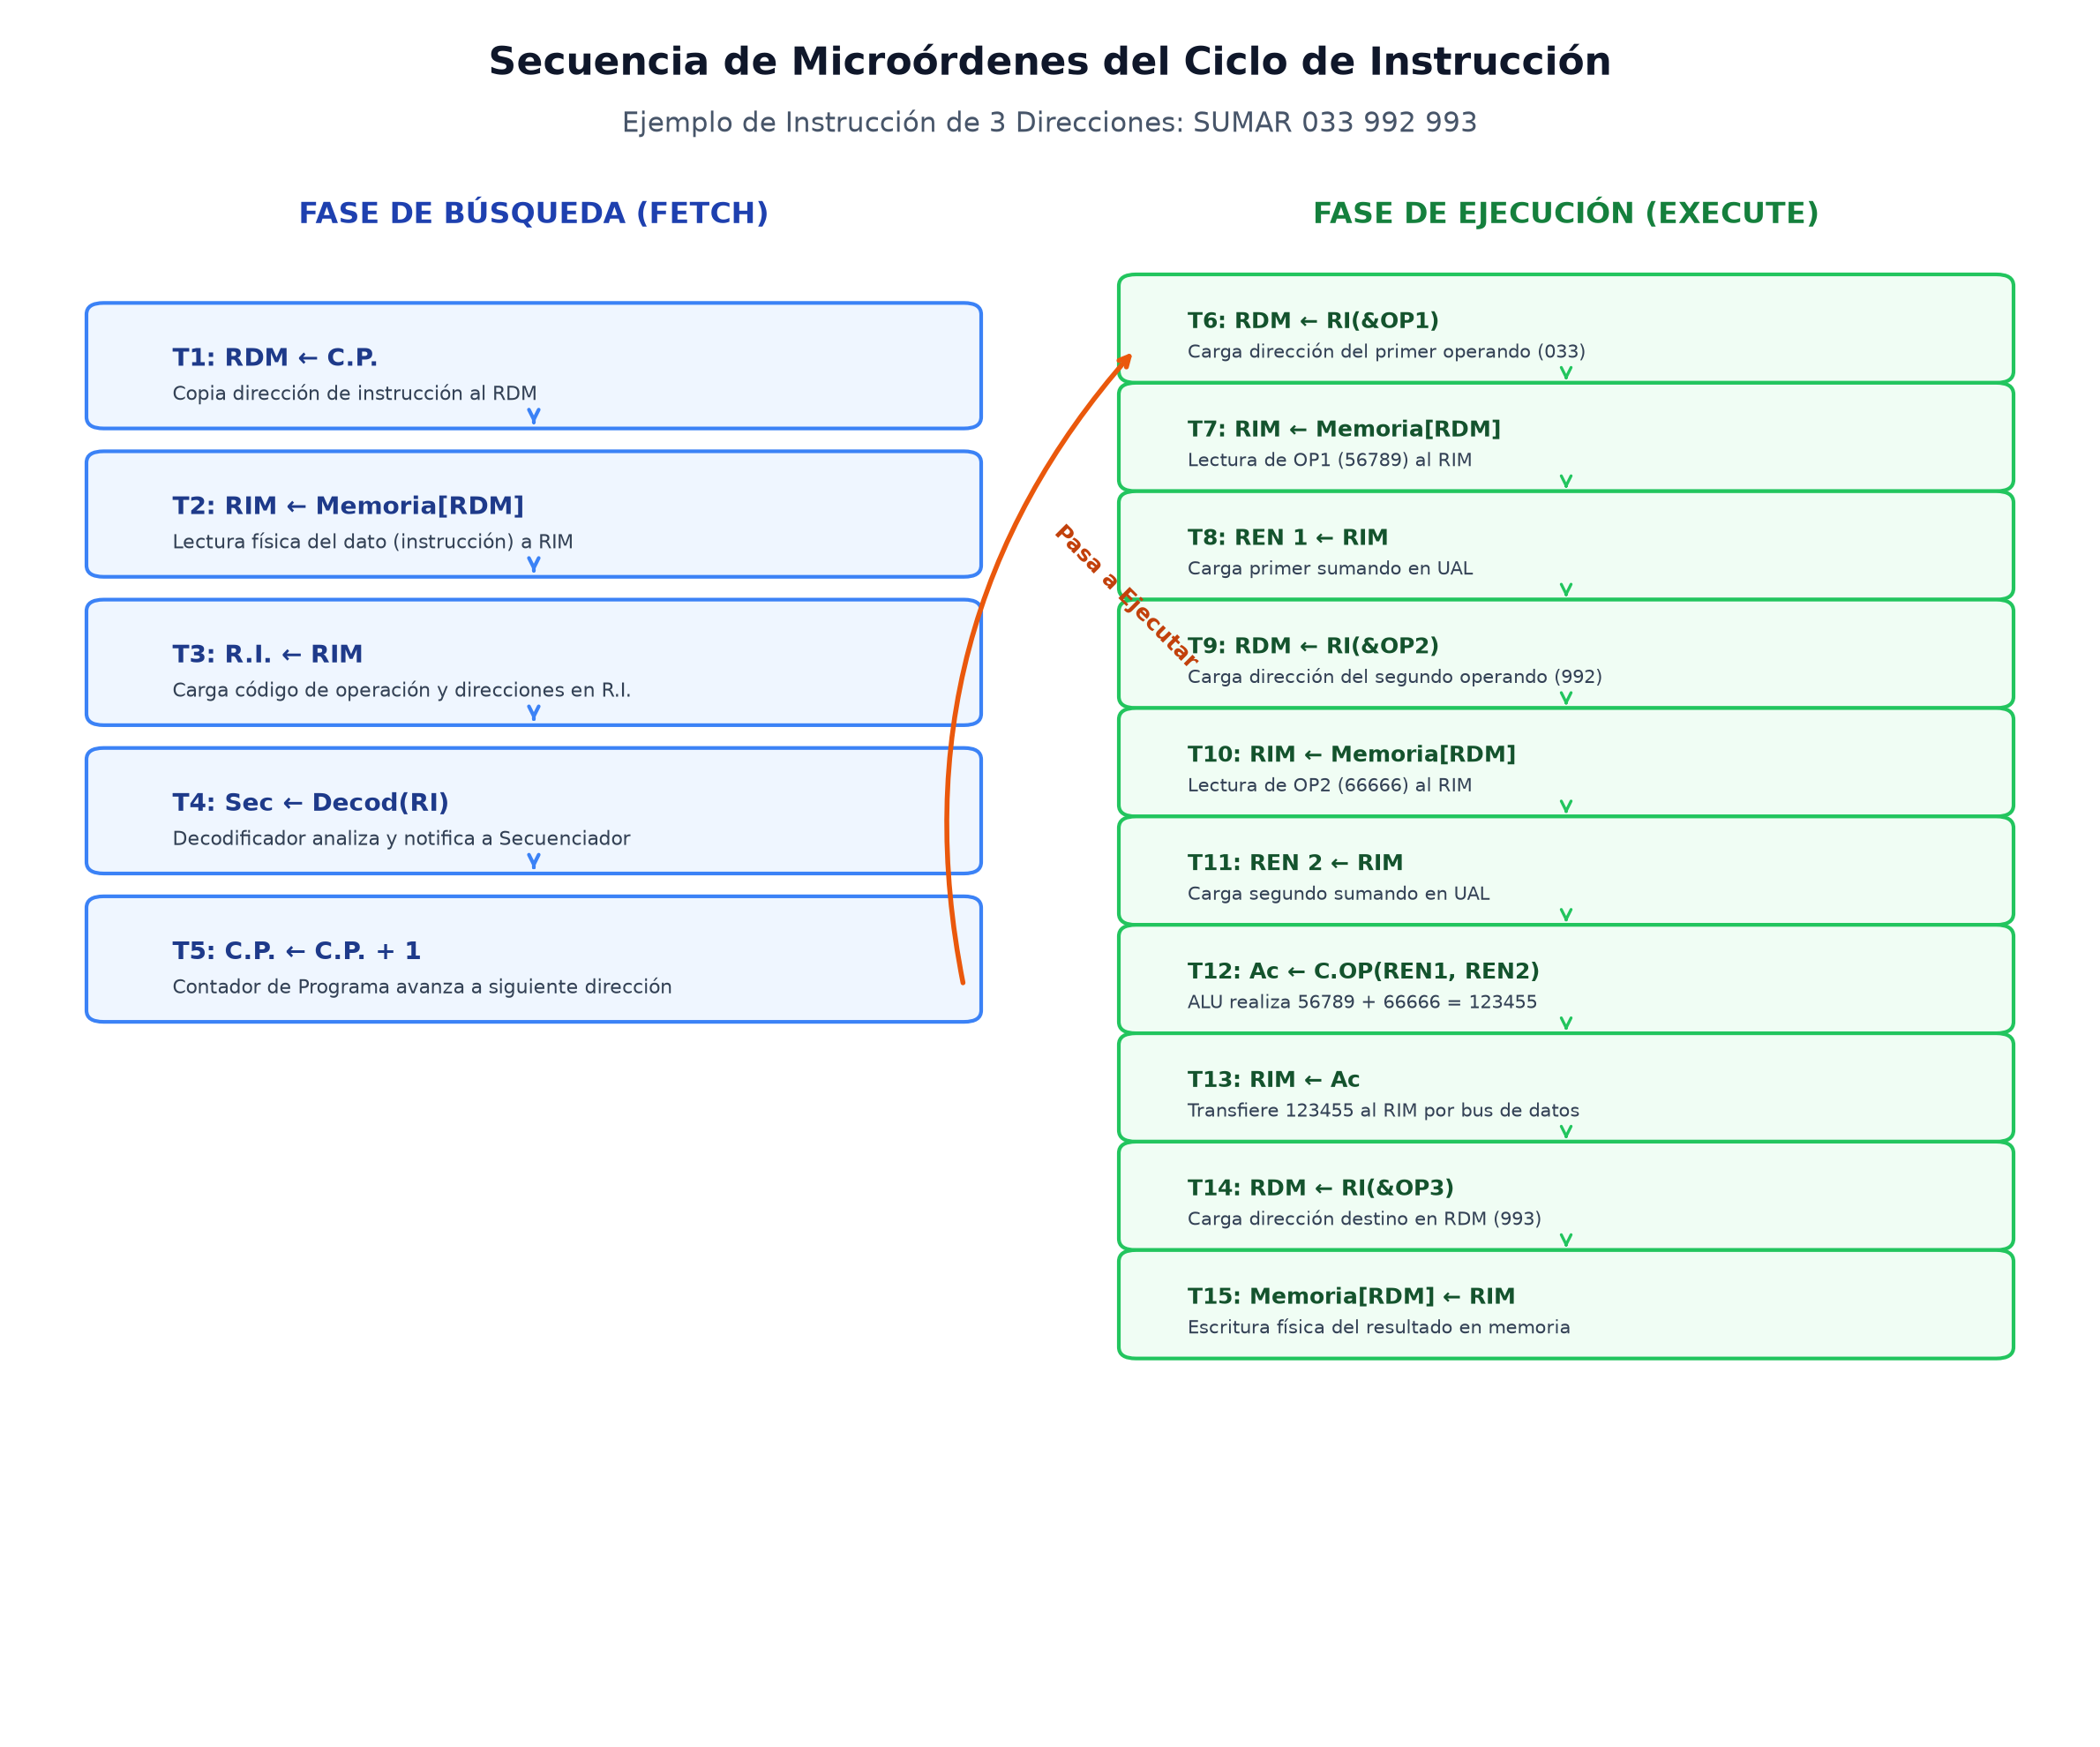 Secuencia de Microórdenes del Ciclo de Instrucción
Ejemplo de Instrucción de 3 Direcciones: SUMAR 033 992 993
FASE DE BÚSQUEDA (FETCH)
T1: RDM ← C.P.
Copia dirección de instrucción al RDM
T2: RIM ← Memoria[RDM]
Lectura física del dato (instrucción) a RIM
T3: R.I. ← RIM
Carga código de operación y direcciones en R.I.
T4: Sec ← Decod(RI)
Decodificador analiza y notifica a Secuenciador
T5: C.P. ← C.P. + 1
Contador de Programa avanza a siguiente dirección
Pasa a Ejecutar
FASE DE EJECUCIÓN (EXECUTE)
T6: RDM ← RI(&OP1)
Carga dirección del primer operando (033)
T7: RIM ← Memoria[RDM]
Lectura de OP1 (56789) al RIM
T8: REN 1 ← RIM
Carga primer sumando en UAL
T9: RDM ← RI(&OP2)
Carga dirección del segundo operando (992)
T10: RIM ← Memoria[RDM]
Lectura de OP2 (66666) al RIM
T11: REN 2 ← RIM
Carga segundo sumando en UAL
T12: Ac ← C.OP(REN1, REN2)
ALU realiza 56789 + 66666 = 123455
T13: RIM ← Ac
Transfiere 123455 al RIM por bus de datos
T14: RDM ← RI(&OP3)
Carga dirección destino en RDM (993)
T15: Memoria[RDM] ← RIM
Escritura física del resultado en memoria